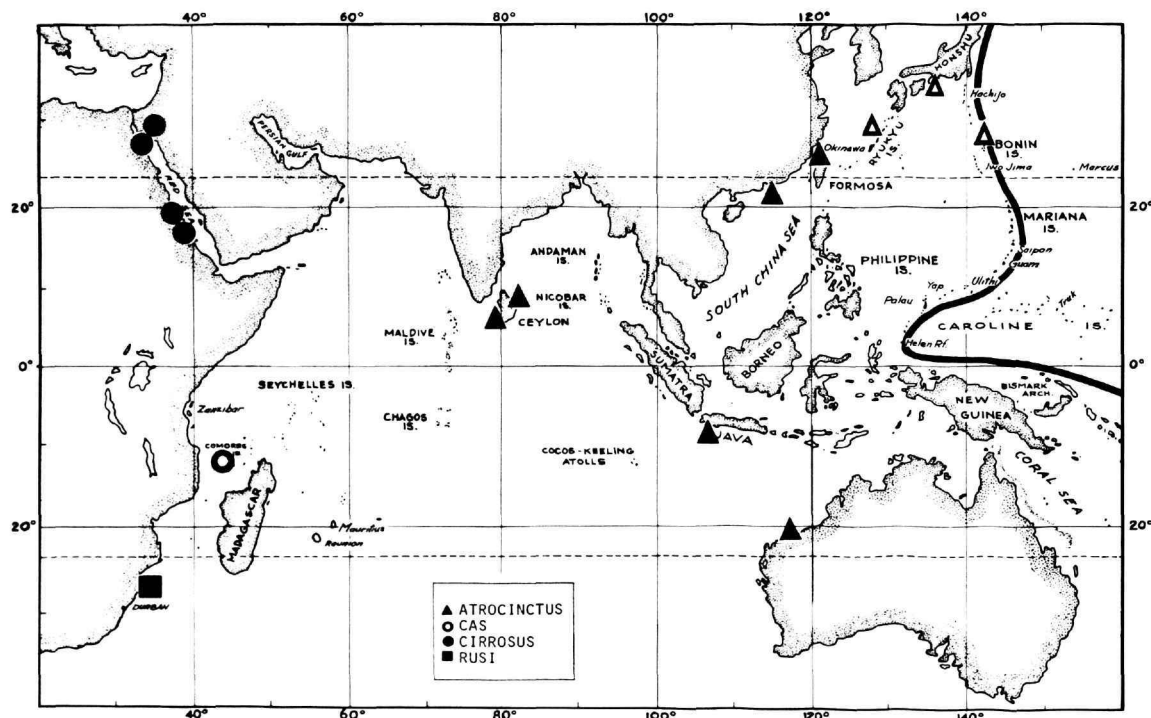 40°
60°
80°
100°
120°
140°
HONSHU
Hachijo
PERSIAN GULF
RED
Okinawa
RYUKYU
IS.
BONIN
IS.
Iwo Jima
Marcus
FORMOSA
20°
20°
MARIANA
IS.
Saipan
Guam
ANDAMAN
IS.
SOUTH CHINA SEA
PHILIPPINE
IS.
Ulithi
Yap
Palau
Truk
NICOBAR
IS.
CEYLON
MALDIVE
IS.
CAROLINE IS.
Helen Rf.
0°
0°
SUMATRA
BORNEO
SEYCHELLES IS.
BISMARK
ARCH.
NEW
GUINEA
Zanzibar
CHAGOS
IS.
JAVA
COMORES
IS.
COCOS-KEELING
ATOLLS
CORAL SEA
MADAGASCAR
20°
20°
Mauritius
Reunion
DURBAN
▲ ATROCINCTUS
CAS
● CIRROSUS
■ RUSI
40°
60°
80°
100°
120°
140°